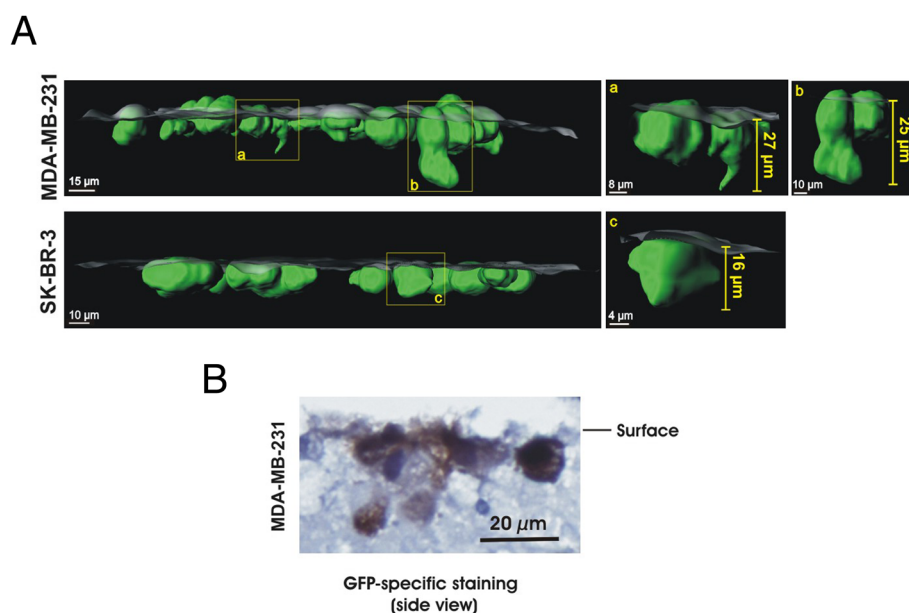 A
MDA-MB-231
a
b
15 µm
a
27 µm
8 µm
b
25 µm
10 µm
SK-BR-3
c
10 µm
c
16 µm
4 µm
B
MDA-MB-231
Surface
20 µm
GFP-specific staining
(side view)